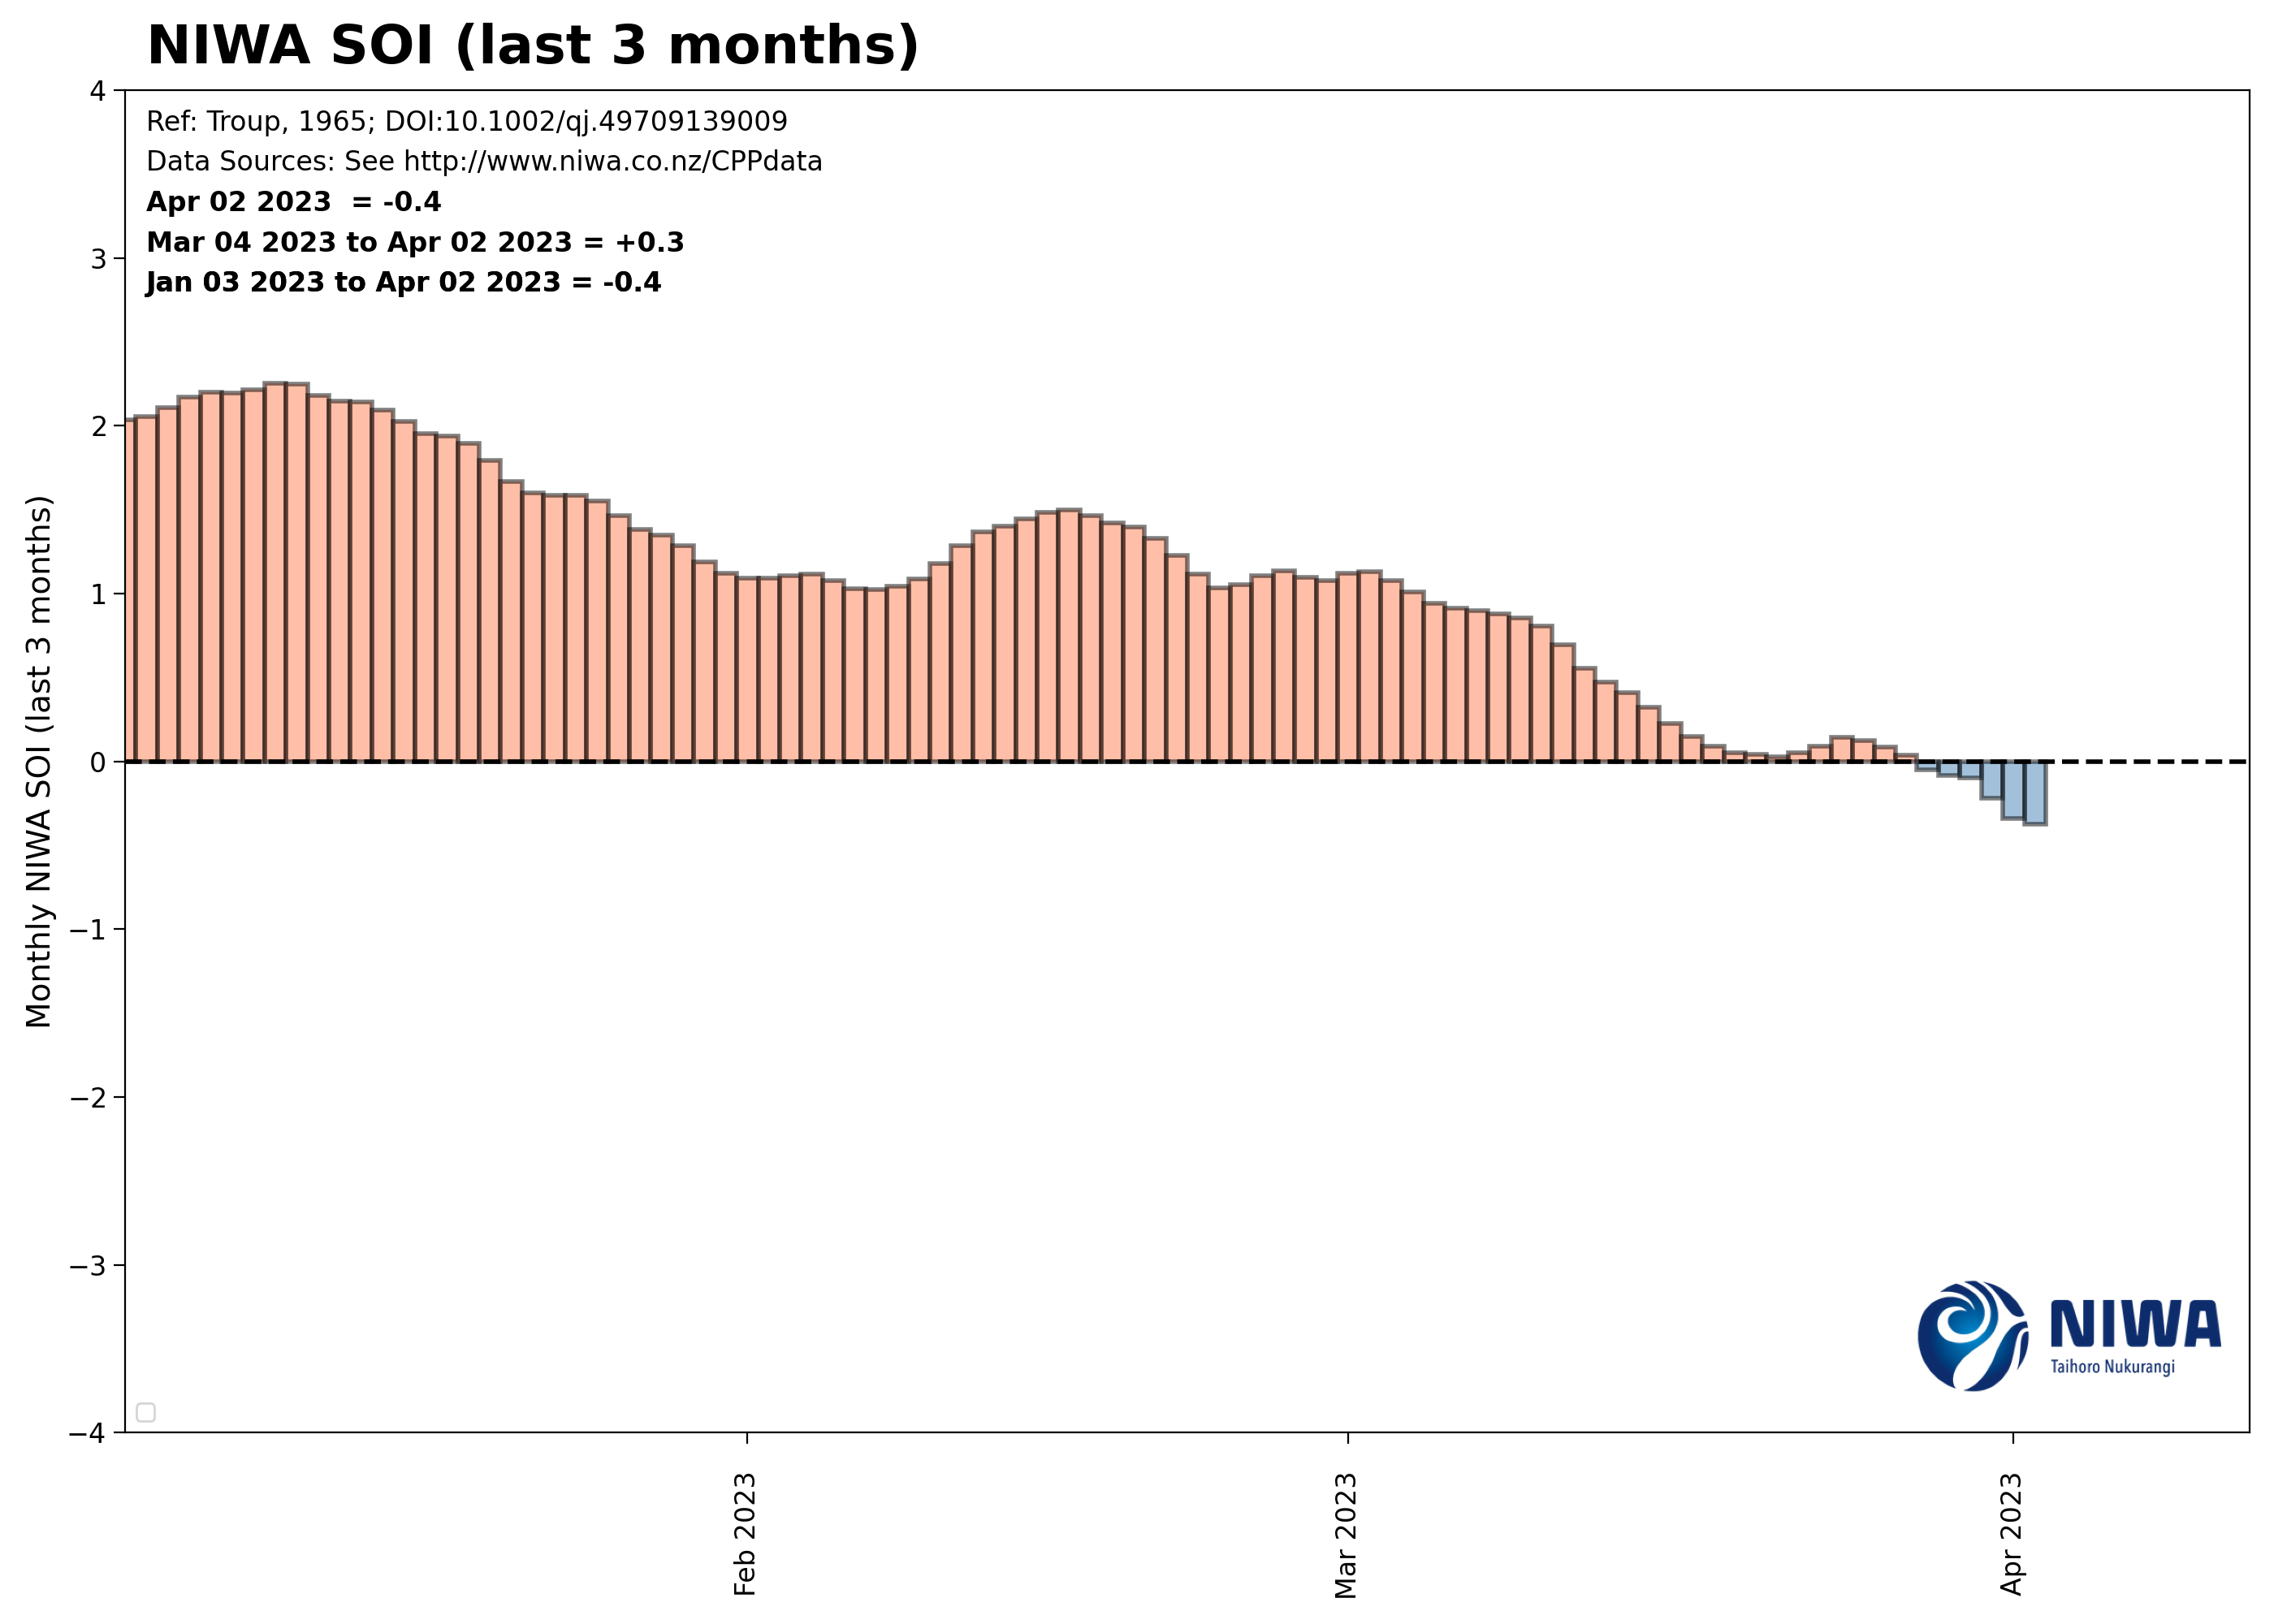 NIWA SOI (last 3 months)
Ref: Troup, 1965; DOI:10.1002/qj.49709139009
Data Sources: See http://www.niwa.co.nz/CPPdata
Apr 02 2023  = -0.4
Mar 04 2023 to Apr 02 2023 = +0.3
Jan 03 2023 to Apr 02 2023 = -0.4
Monthly NIWA SOI (last 3 months)
4
3
2
1
0
−1
−2
−3
−4
NIWA
Taihoro Nukurangi
Feb 2023
Mar 2023
Apr 2023